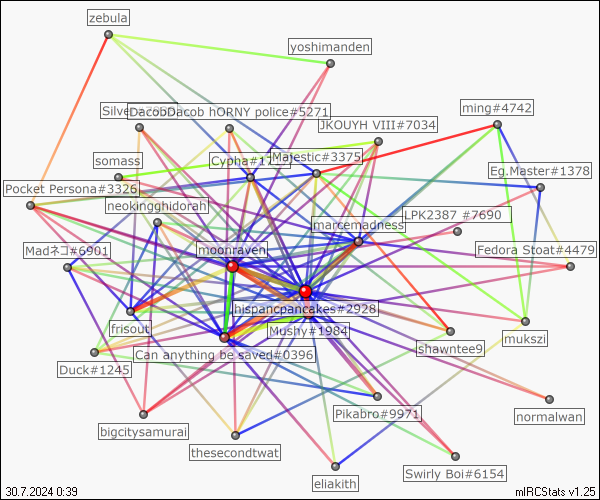 zebula
yoshimanden
ming#4742
DacobDacob hORNY police#5271
JKOUYH VIII#7034
Majestic#3375
somass
Eg.Master#1378
Pocket Persona#3326
neokingghidorah
LPK2387 #7690
marcemadness
Madネコ#6901
moonraven
Fedora Stoat#4479
hispancpancakes#2928
frisout
Mushy#1984
mukszi
Can anything be saved#0396
shawntee9
Duck#1245
Pikabro#9971
normalwan
bigcitysamurai
thesecondtwat
Swirly Boi#6154
eliakith
30.7.2024 0:39
mIRCStats v1.25